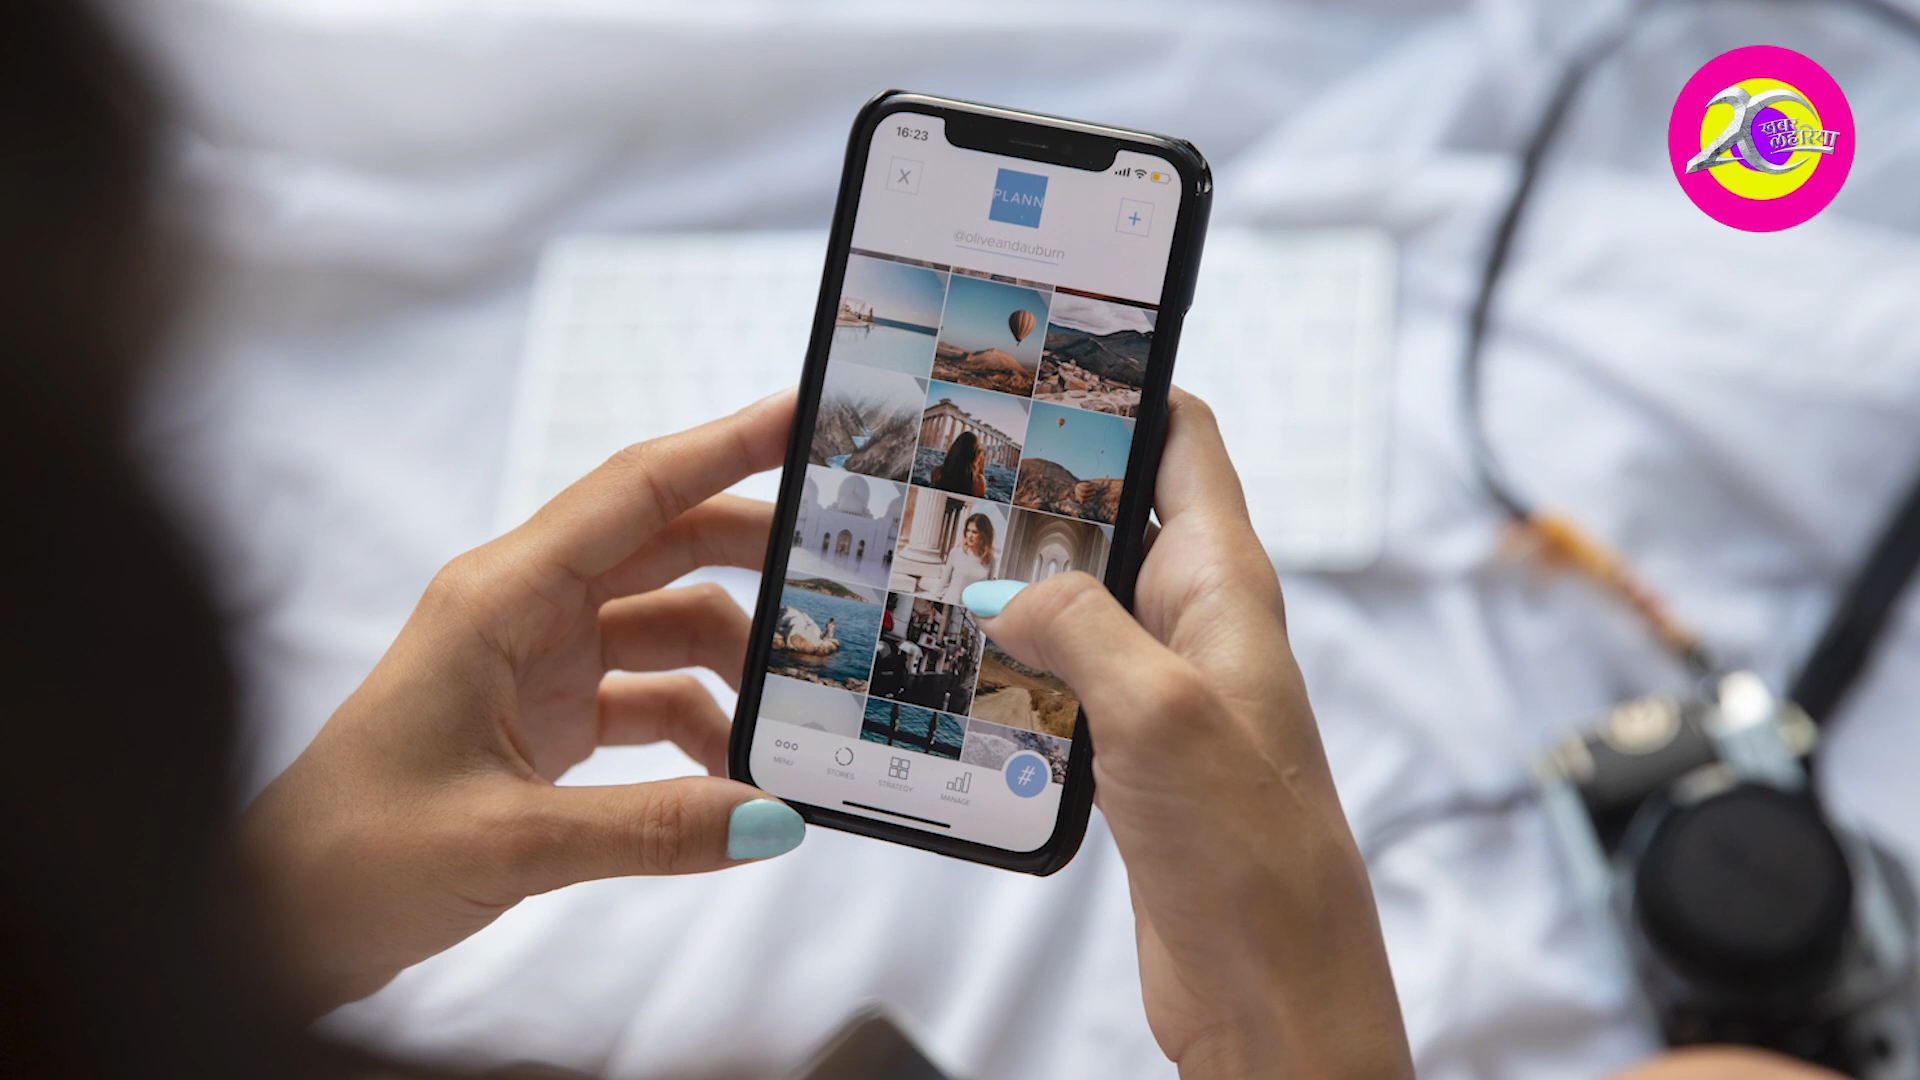 16:23
X
PLANN
+
@oliveandauburn
MENU
STORIES
STRATEGY
MANAGE
#
20
खबर
लहरिया